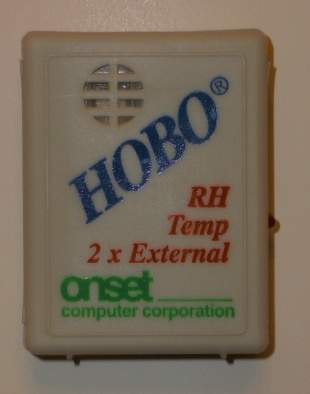 HOBO®
RH
Temp
2 x External
onset
computer corporation